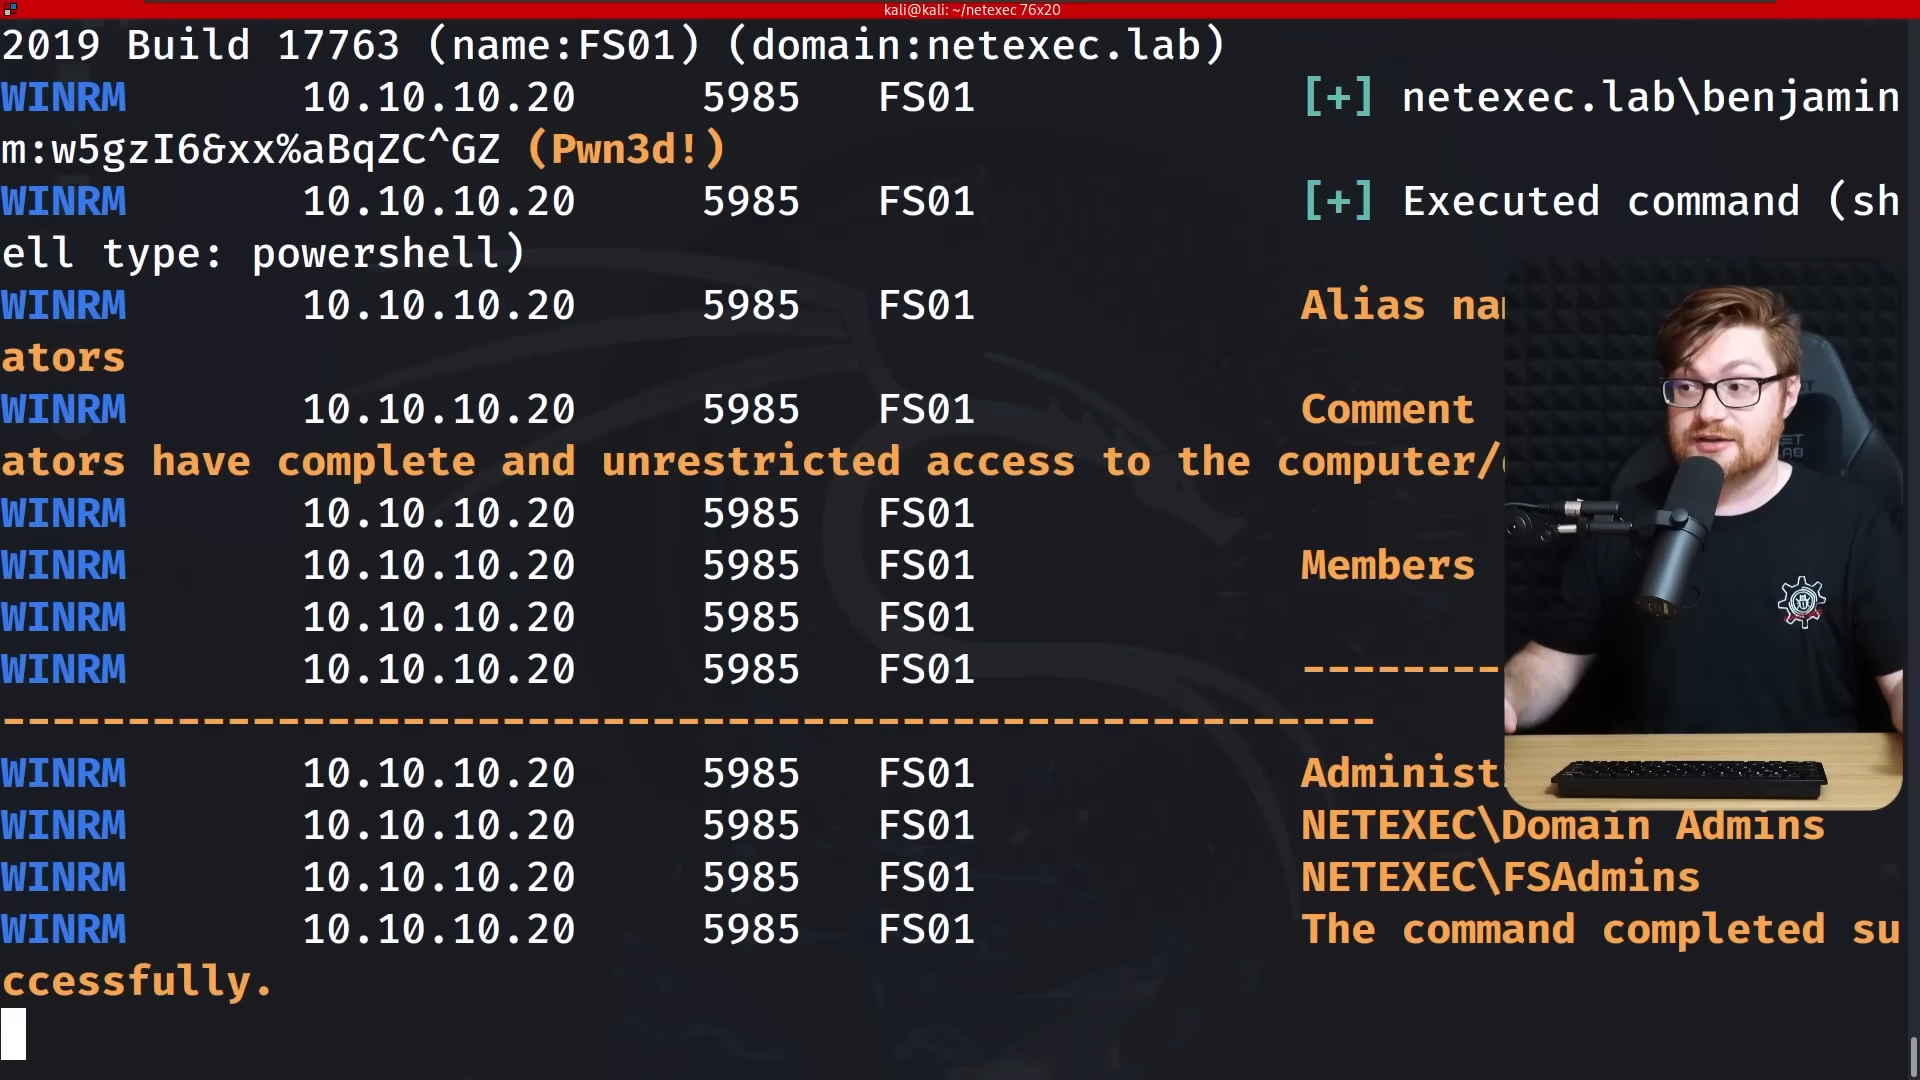 kali@kali: ~/netexec 76x20
2019 Build 17763 (name:FS01) (domain:netexec.lab)
WINRM 10.10.10.20 5985 FS01 [+] netexec.lab\benjamin
m:w5gzI6&xx%aBqZC^GZ (Pwn3d!)
WINRM 10.10.10.20 5985 FS01 [+] Executed command (sh
ell type: powershell)
WINRM 10.10.10.20 5985 FS01 Alias
ators
WINRM 10.10.10.20 5985 FS01 Comment
ators have complete and unrestricted access to the computer/
WINRM 10.10.10.20 5985 FS01
WINRM 10.10.10.20 5985 FS01 Members
WINRM 10.10.10.20 5985 FS01
WINRM 10.10.10.20 5985 FS01 --------
-------------------------------------------------------
WINRM 10.10.10.20 5985 FS01 Administ
WINRM 10.10.10.20 5985 FS01 NETEXEC\Domain Admins
WINRM 10.10.10.20 5985 FS01 NETEXEC\FSAdmins
WINRM 10.10.10.20 5985 FS01 The command completed su
ccessfully.